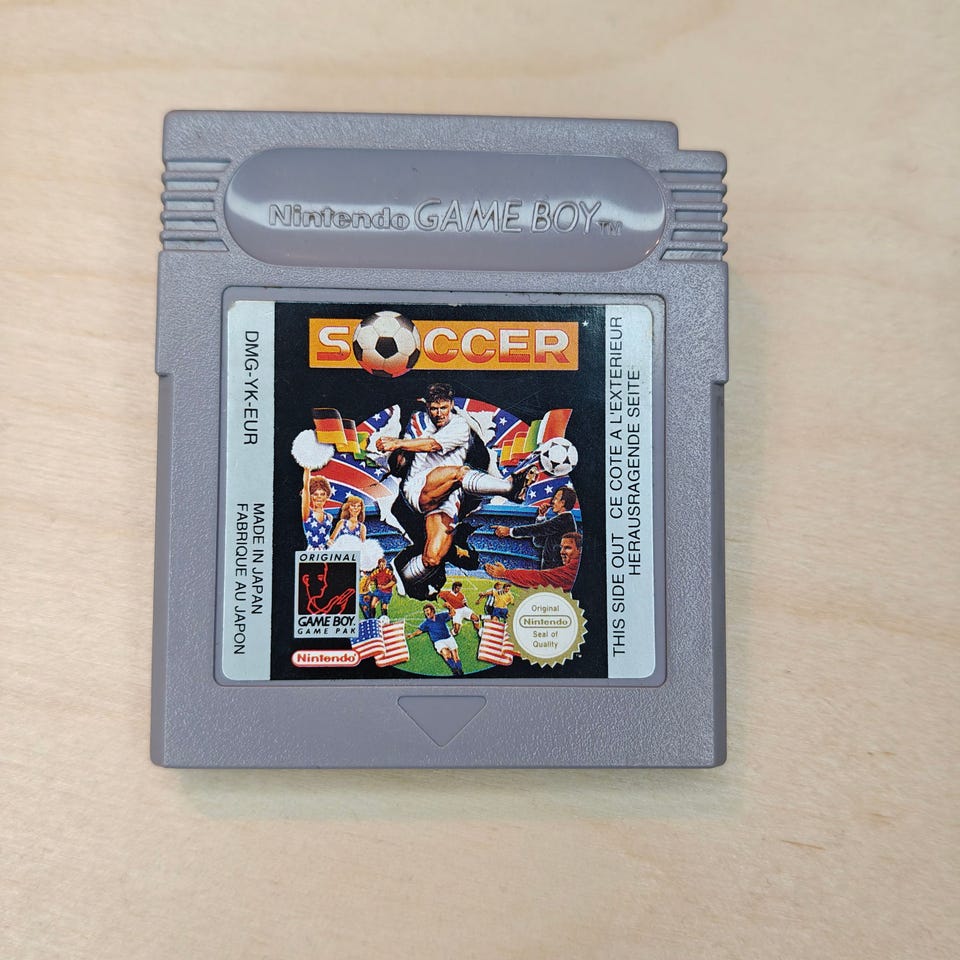 Nintendo GAME BOY TM
SOCCER
DMG-YK-EUR
MADE IN JAPAN
FABRIQUE AU JAPON
THIS SIDE OUT CE COTE A L'EXTERIEUR
HERAUSRAGENDE SEITE
ORIGINAL
GAME BOY
GAME PAK
Nintendo
Original
Nintendo
Seal of
Quality